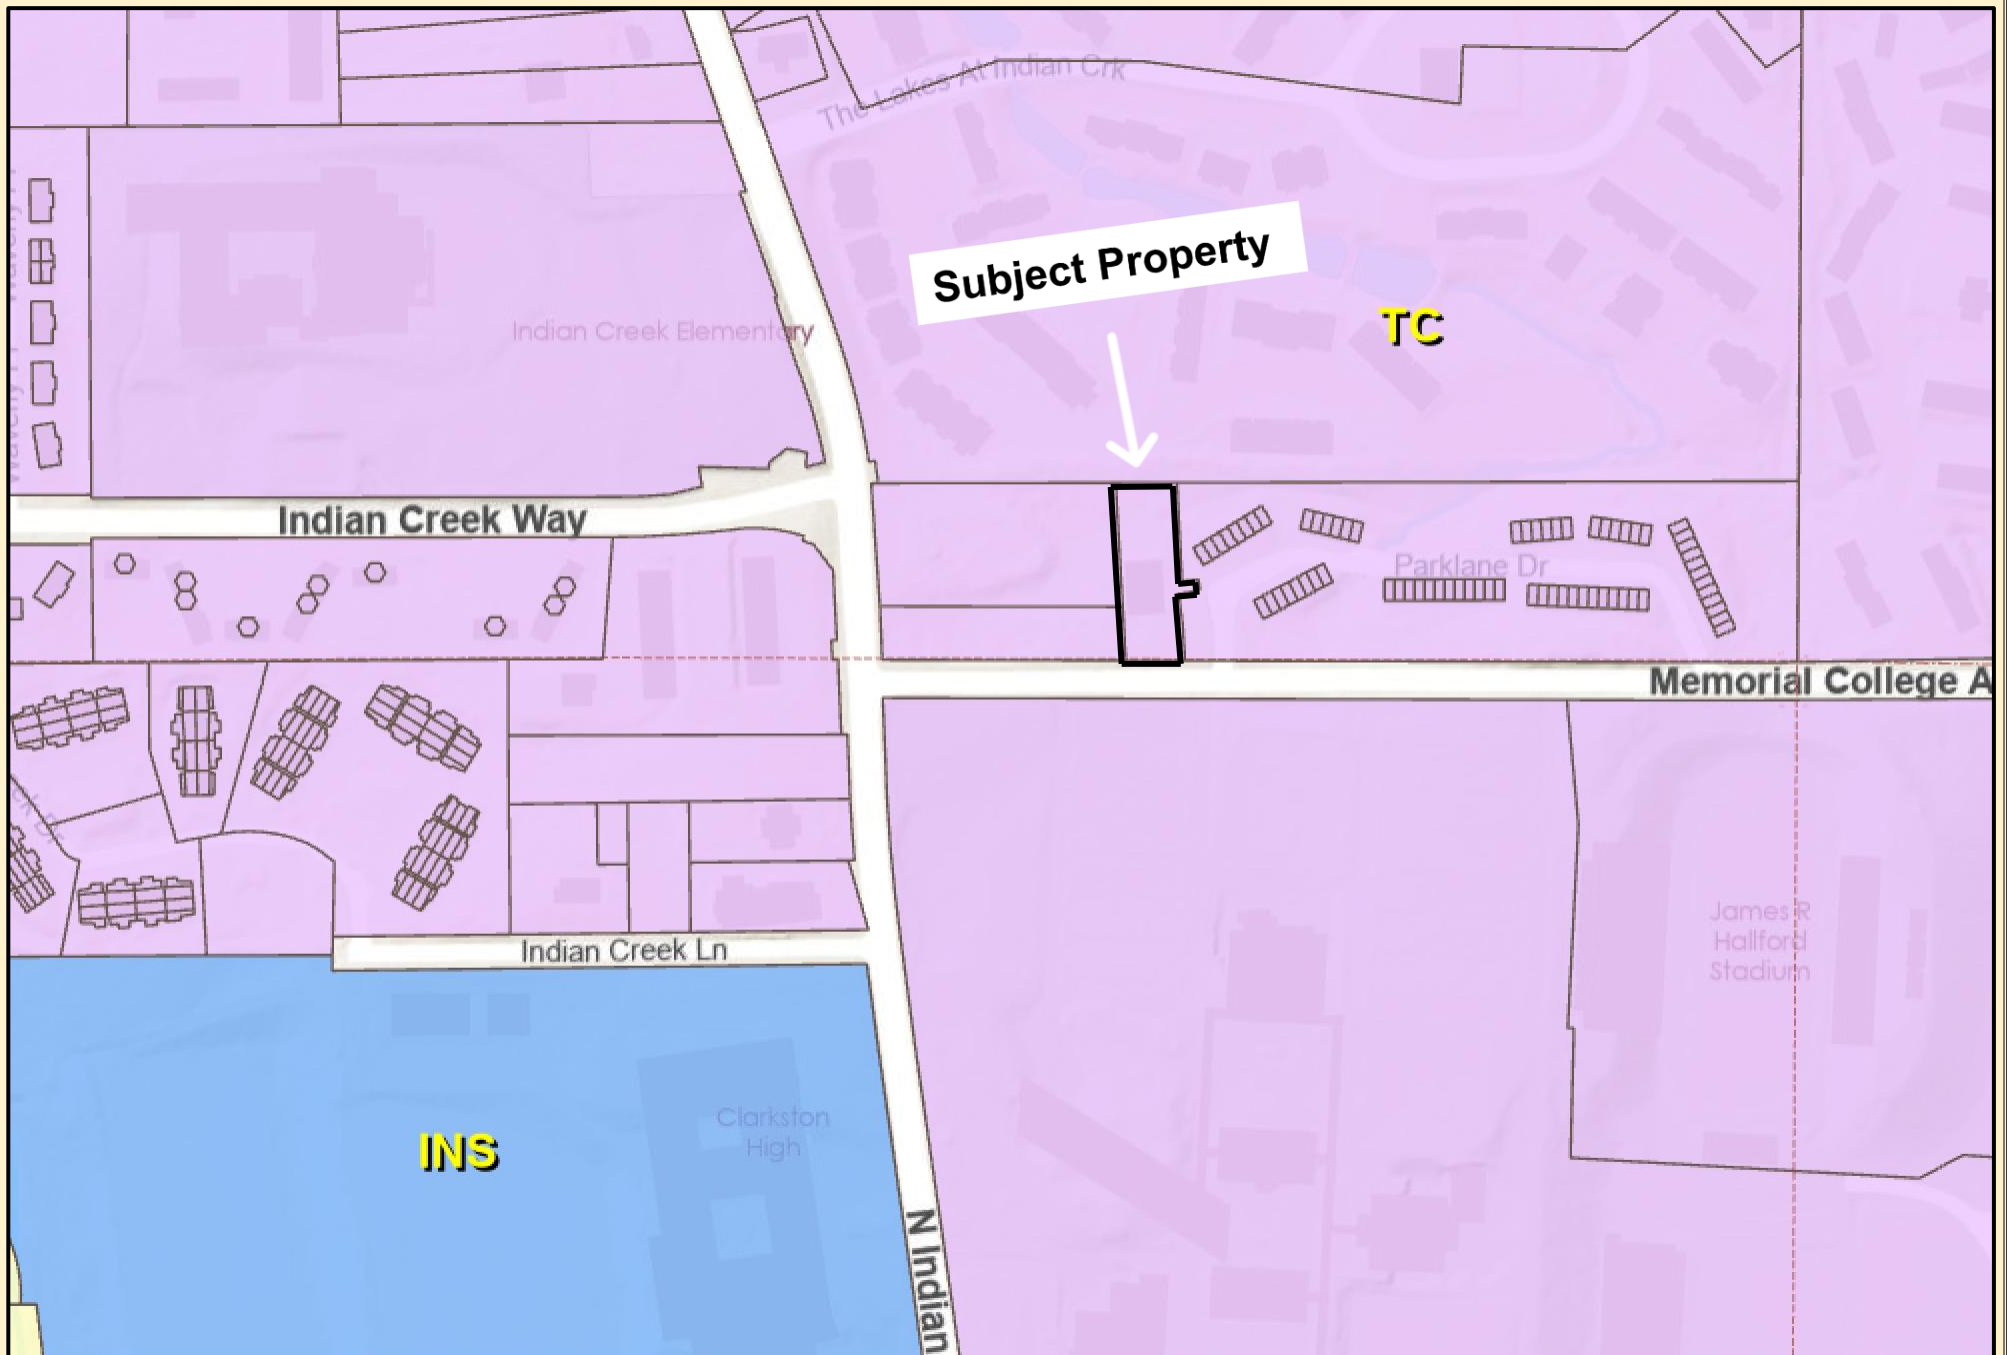 The Lakes At Indian Crk
Subject Property
TC
Indian Creek Elementary
Indian Creek Way
Parklane Dr
Memorial College A
James R
Hallford
Stadium
Indian Creek Ln
Clarkston
High
INS
N Indian